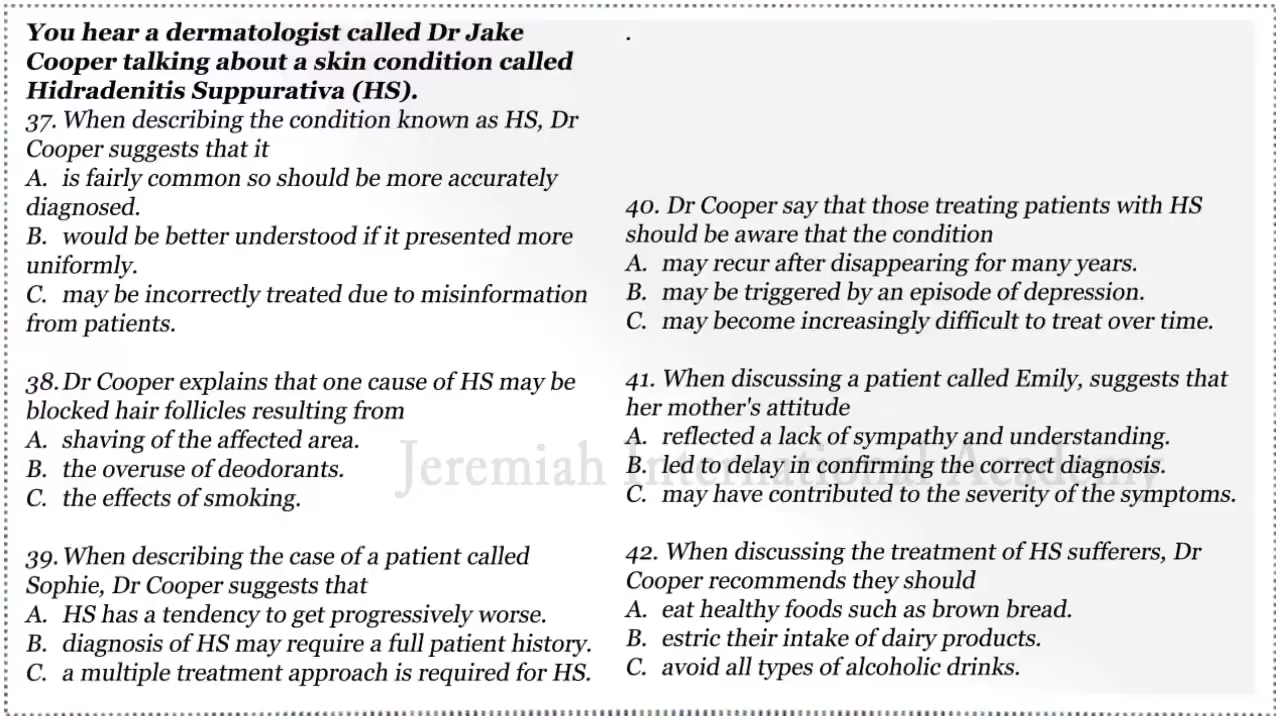 You hear a dermatologist called Dr Jake
Cooper talking about a skin condition called
Hidradenitis Suppurativa (HS).
37. When describing the condition known as HS, Dr
Cooper suggests that it
A. is fairly common so should be more accurately
diagnosed.
B. would be better understood if it presented more
uniformly.
C. may be incorrectly treated due to misinformation
from patients.
38. Dr Cooper explains that one cause of HS may be
blocked hair follicles resulting from
A. shaving of the affected area.
B. the overuse of deodorants.
C. the effects of smoking.
39. When describing the case of a patient called
Sophie, Dr Cooper suggests that
A. HS has a tendency to get progressively worse.
B. diagnosis of HS may require a full patient history.
C. a multiple treatment approach is required for HS.
.
40. Dr Cooper say that those treating patients with HS
should be aware that the condition
A. may recur after disappearing for many years.
B. may be triggered by an episode of depression.
C. may become increasingly difficult to treat over time.
41. When discussing a patient called Emily, suggests that
her mother's attitude
A. reflected a lack of sympathy and understanding.
B. led to delay in confirming the correct diagnosis.
C. may have contributed to the severity of the symptoms.
42. When discussing the treatment of HS sufferers, Dr
Cooper recommends they should
A. eat healthy foods such as brown bread.
B. estric their intake of dairy products.
C. avoid all types of alcoholic drinks.
Jeremiah International Academy